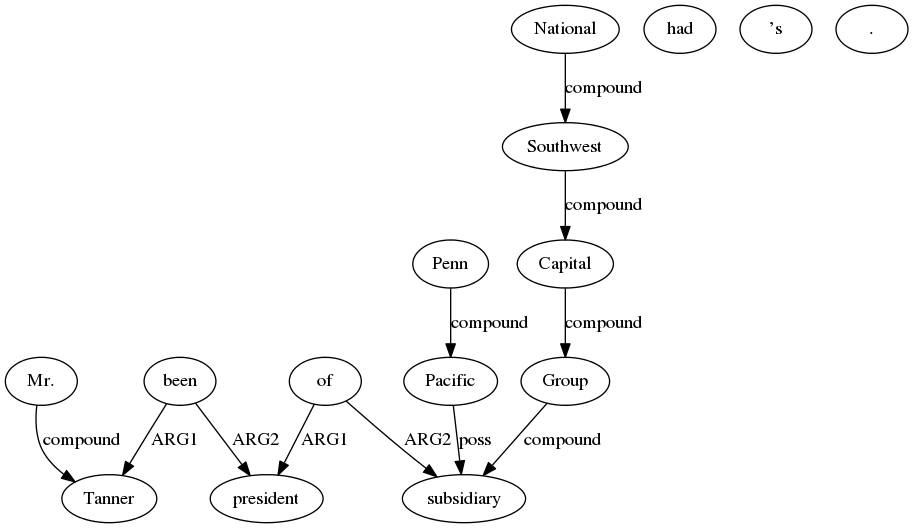 National had ’s .
compound
Southwest
compound
Penn Capital
compound compound
Mr. been of Pacific Group
compound ARG1 ARG2 ARG1 ARG2 poss compound
Tanner president subsidiary